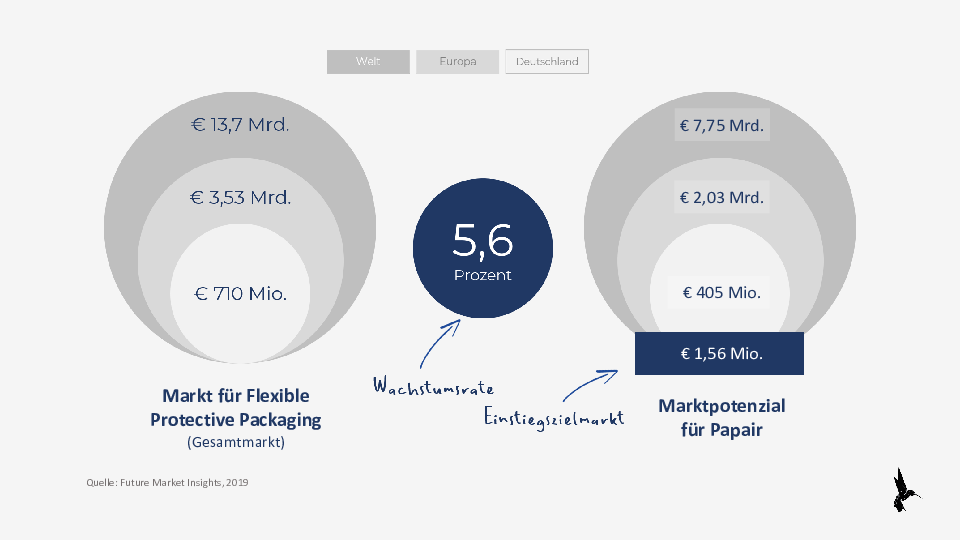 Welt Europa Deutschland
€ 13,7 Mrd.
€ 3,53 Mrd.
€ 710 Mio.
Markt für Flexible
Protective Packaging
(Gesamtmarkt)
5,6
Prozent
Wachstumsrate
Einstiegszielmarkt
€ 7,75 Mrd.
€ 2,03 Mrd.
€ 405 Mio.
€ 1,56 Mio.
Marktpotenzial
für Papair
Quelle: Future Market Insights, 2019